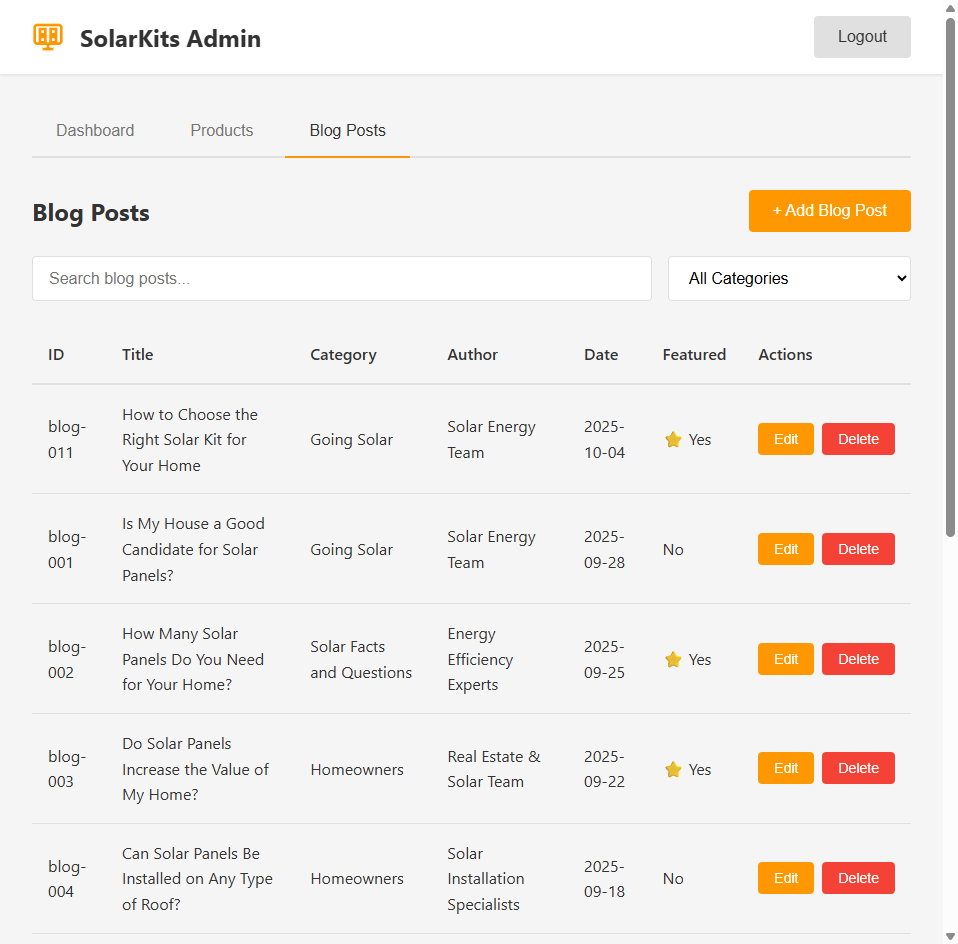 SolarKits Admin
Logout
Dashboard Products Blog Posts
Blog Posts
+ Add Blog Post
Search blog posts...
All Categories
ID Title Category Author Date Featured Actions
blog-
011
How to Choose the
Right Solar Kit for
Your Home
Going Solar
Solar Energy
Team
2025-
10-04
Yes
Edit Delete
blog-
001
Is My House a Good
Candidate for Solar
Panels?
Going Solar
Solar Energy
Team
2025-
09-28
No
Edit Delete
blog-
002
How Many Solar
Panels Do You Need
for Your Home?
Solar Facts
and Questions
Energy
Efficiency
Experts
2025-
09-25
Yes
Edit Delete
blog-
003
Do Solar Panels
Increase the Value of
My Home?
Homeowners
Real Estate &
Solar Team
2025-
09-22
Yes
Edit Delete
blog-
004
Can Solar Panels Be
Installed on Any Type
of Roof?
Homeowners
Solar
Installation
Specialists
2025-
09-18
No
Edit Delete